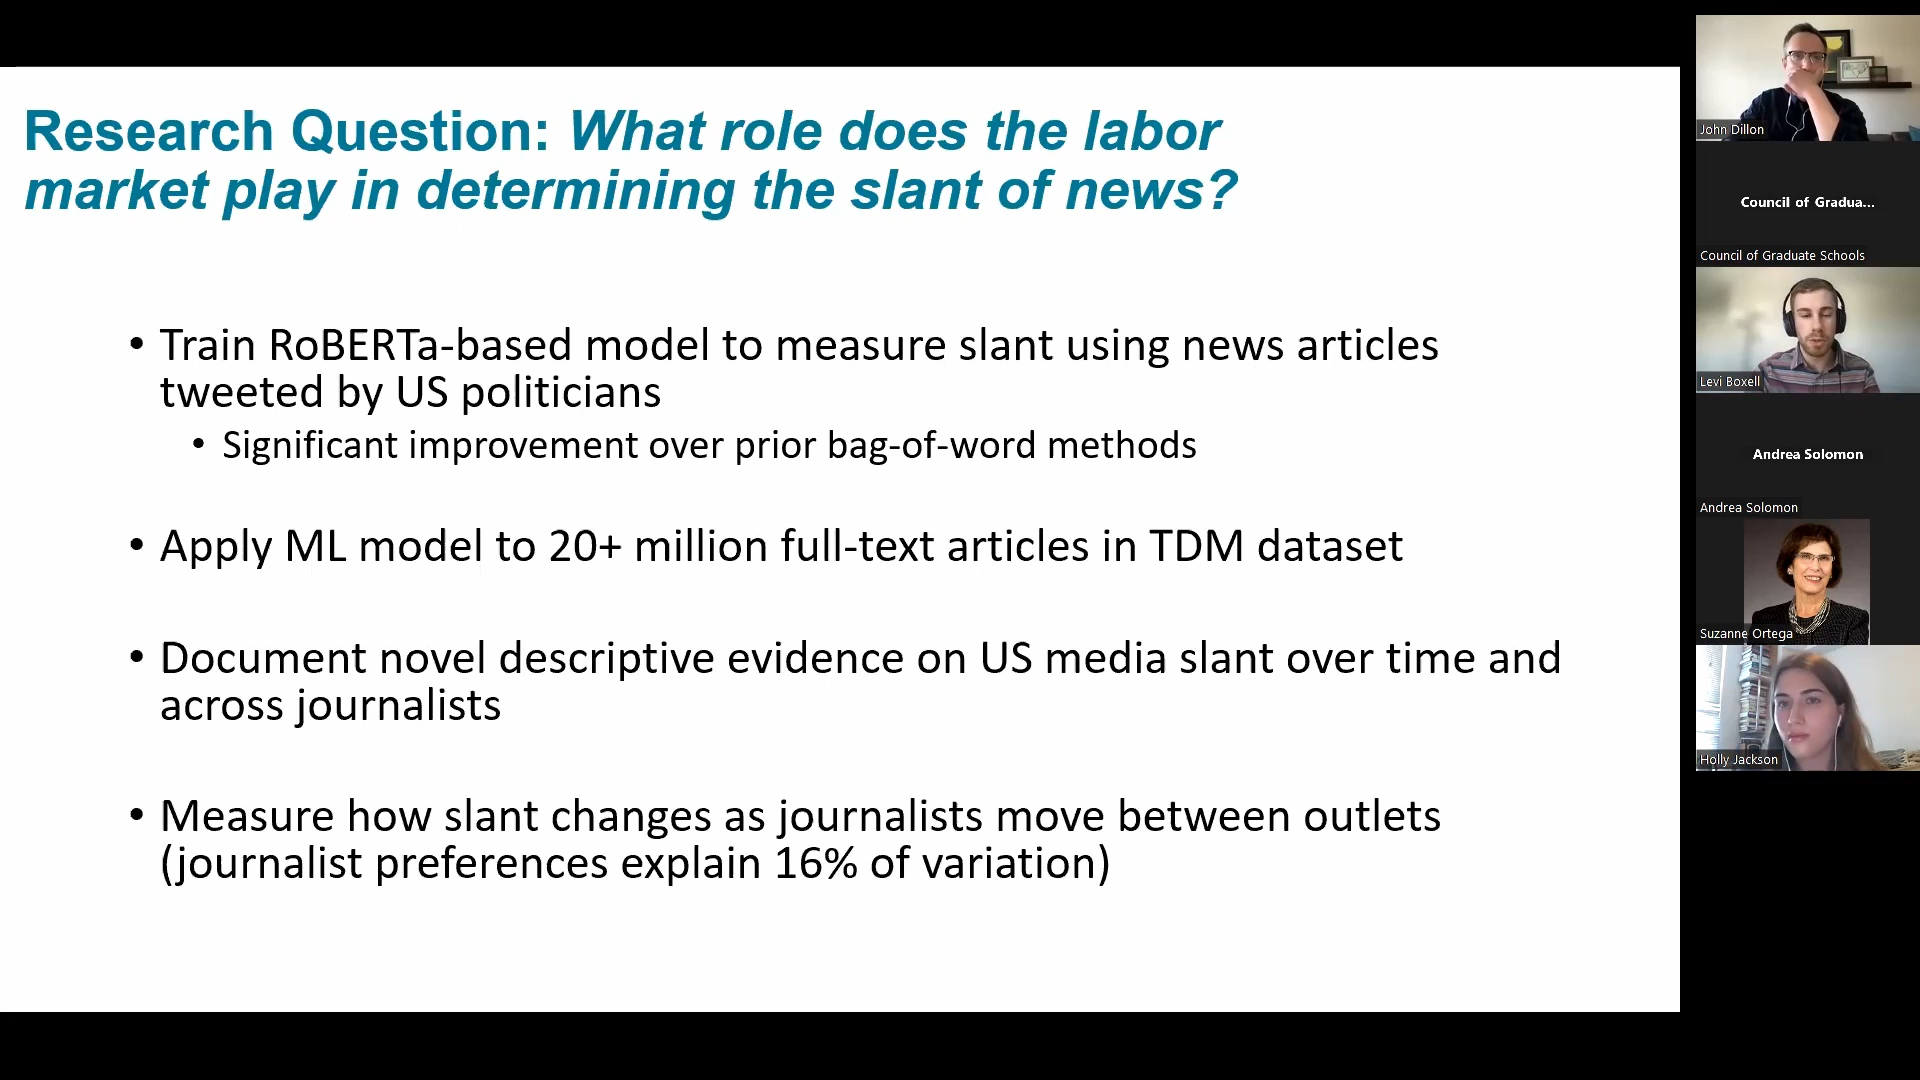 Research Question: What role does the labor
market play in determining the slant of news?
• Train RoBERTa-based model to measure slant using news articles
tweeted by US politicians
• Significant improvement over prior bag-of-word methods
• Apply ML model to 20+ million full-text articles in TDM dataset
• Document novel descriptive evidence on US media slant over time and
across journalists
• Measure how slant changes as journalists move between outlets
(journalist preferences explain 16% of variation)
John Dillon
Council of Gradua...
Council of Graduate Schools
Levi Boxell
Andrea Solomon
Andrea Solomon
Suzanne Ortega
Holly Jackson